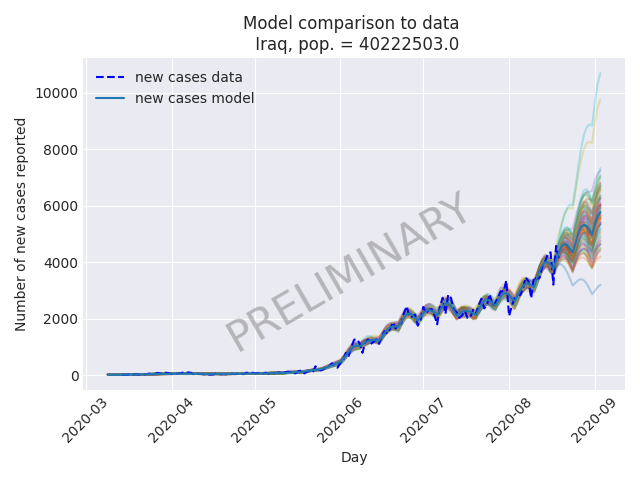 Model comparison to data
Iraq, pop. = 40222503.0
new cases data
new cases model
Number of new cases reported
10000
8000
6000
4000
2000
0
PRELIMINARY
2020-03
2020-04
2020-05
2020-06
2020-07
2020-08
2020-09
Day